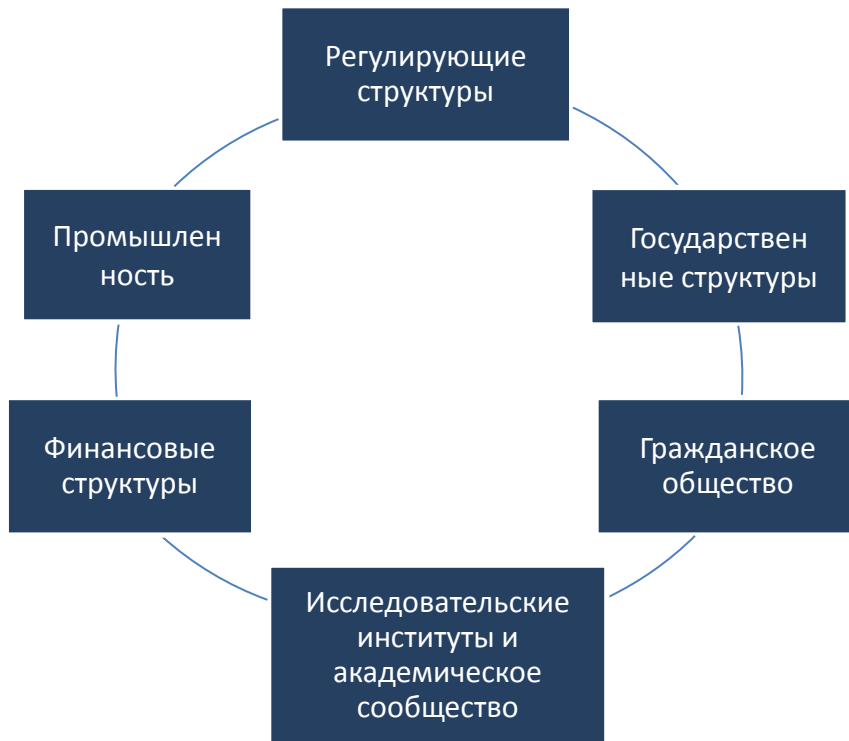 Регулирующие
структуры
Промышлен
ность
Государствен
ные структуры
Финансовые
структуры
Гражданское
общество
Исследовательские
институты и
академическое
сообщество